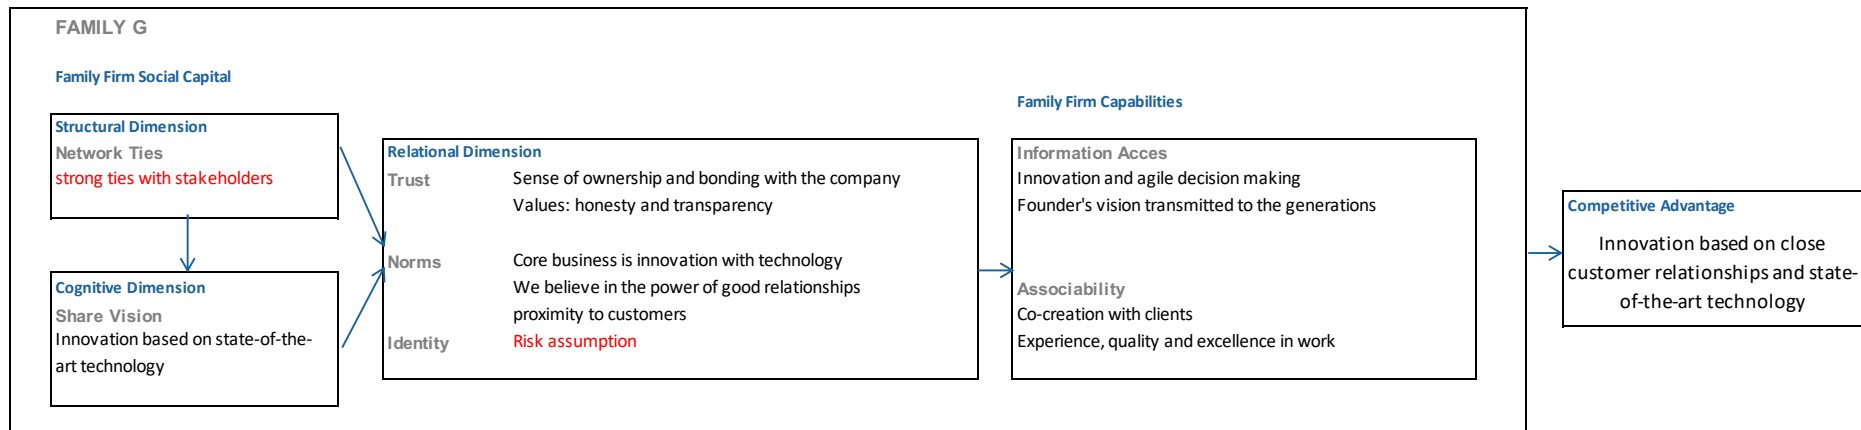 FAMILY G
Family Firm Social Capital
Structural Dimension
Network Ties
strong ties with stakeholders
Cognitive Dimension
Share Vision
Innovation based on state-of-the-
art technology
Relational Dimension
Trust Sense of ownership and bonding with the company
Values: honesty and transparency
Norms Core business is innovation with technology
We believe in the power of good relationships
proximity to customers
Identity Risk assumption
Family Firm Capabilities
Information Acces
Innovation and agile decision making
Founder's vision transmitted to the generations
Associability
Co-creation with clients
Experience, quality and excellence in work
Competitive Advantage
Innovation based on close
customer relationships and state-
of-the-art technology